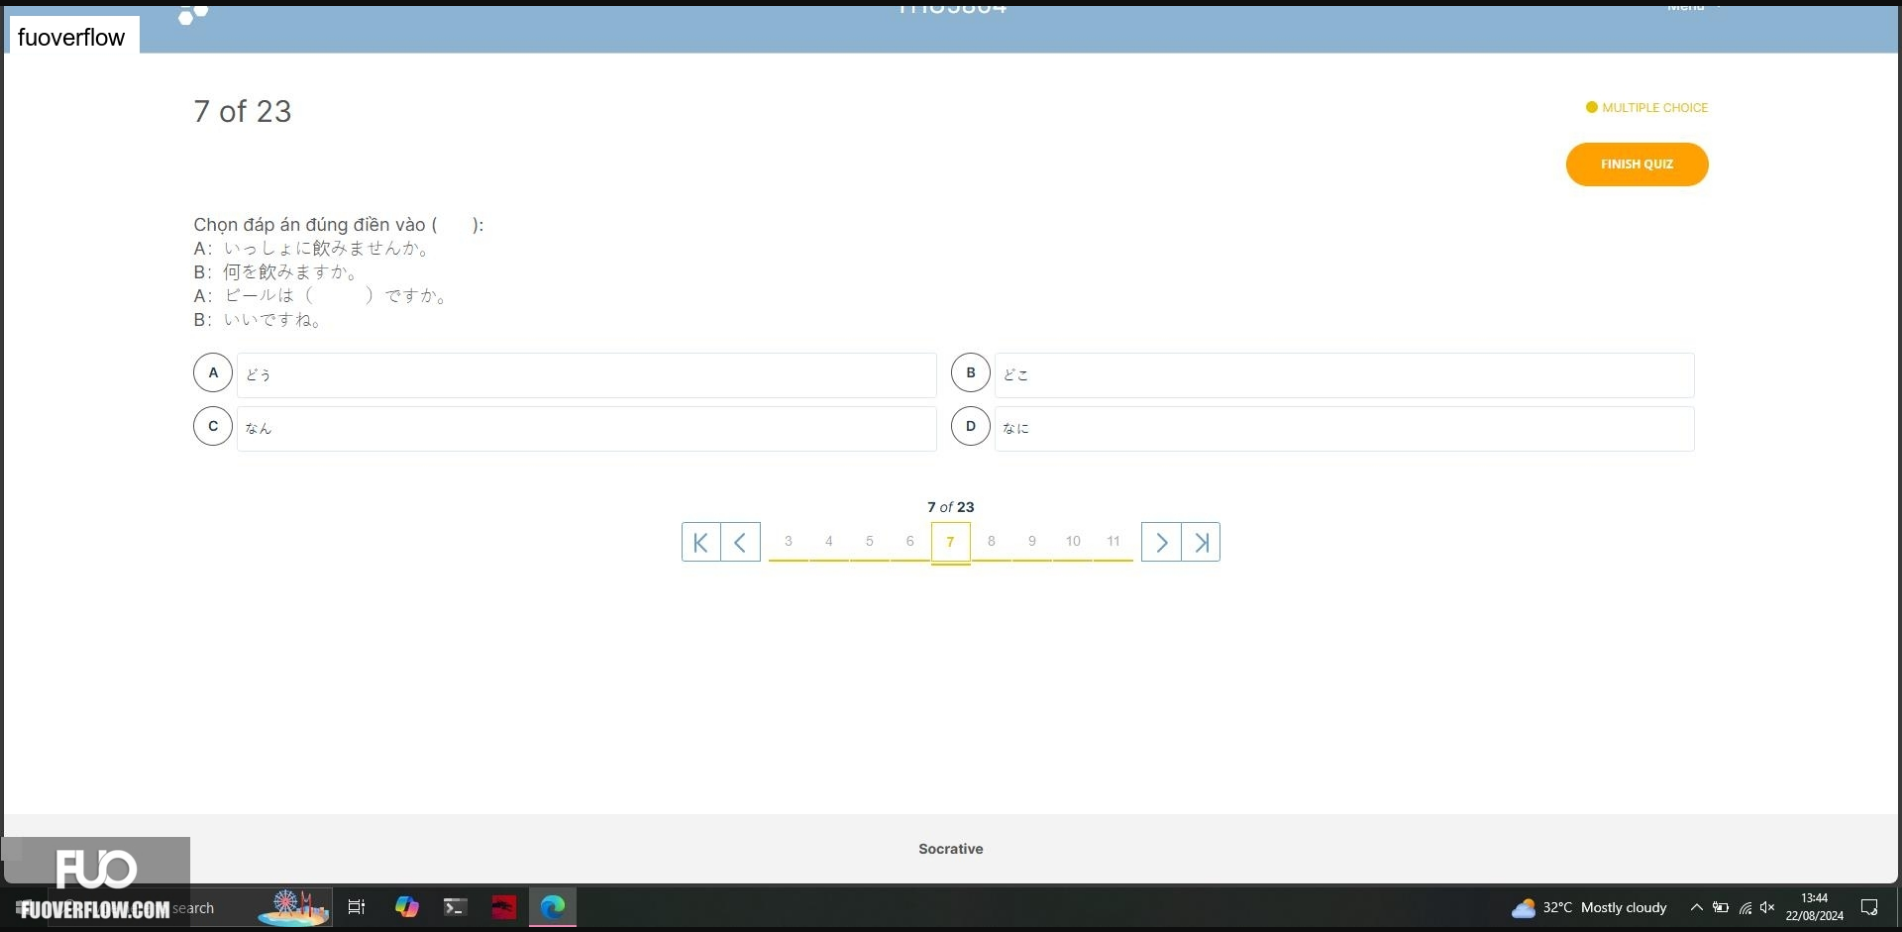 fuoverflow
7 of 23
MULTIPLE CHOICE
FINISH QUIZ
Chọn đáp án đúng điền vào (      ):
A：いっしょに飲みませんか。
B：何を飲みますか。
A：ビールは（      ）ですか。
B：いいですね。
A どう
B どこ
C なん
D なに
7 of 23
3 4 5 6 7 8 9 10 11
Socrative
FUO
FUOVERFLOW.COM
search
32°C Mostly cloudy
13:44
22/08/2024